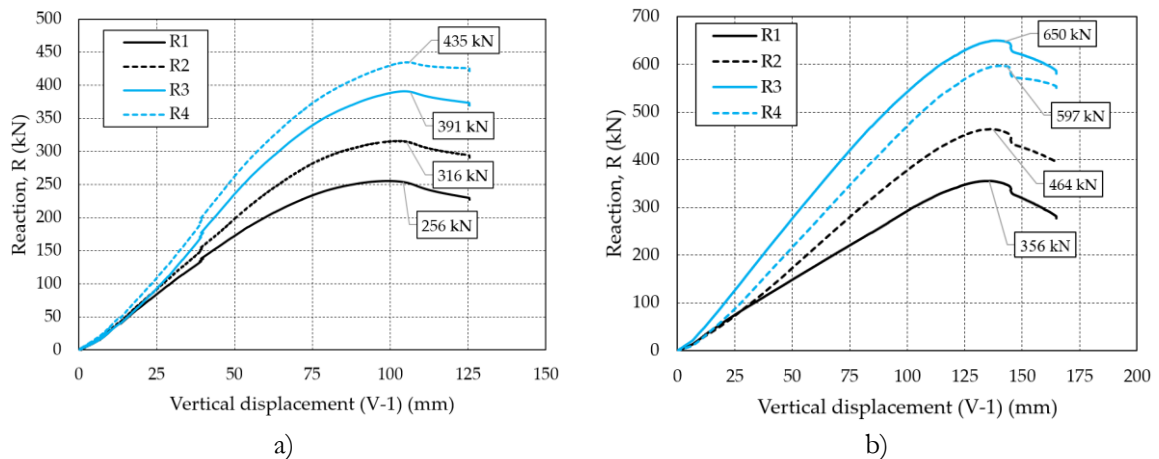 500
450
400
350
300
250
200
150
100
50
0
Reaction, R (kN)
R1
R2
R3
R4
435 kN
391 kN
316 kN
256 kN
0 25 50 75 100 125 150
Vertical displacement (V-1) (mm)
a)
700
600
500
400
300
200
100
0
Reaction, R (kN)
R1
R2
R3
R4
650 kN
597 kN
464 kN
356 kN
0 25 50 75 100 125 150 175 200
Vertical displacement (V-1) (mm)
b)